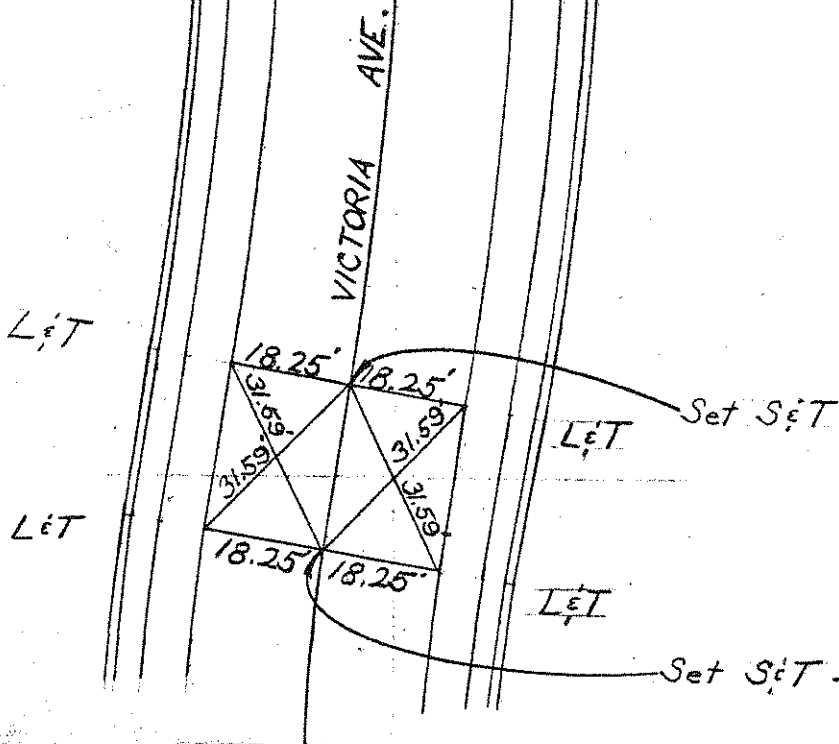 VICTORIA AVE.
L&T
18.25' 18.25'
Set S&T
31.59' 31.59'
L&T
31.59' 31.59'
L&T
18.25' 18.25'
L&T
Set S&T.